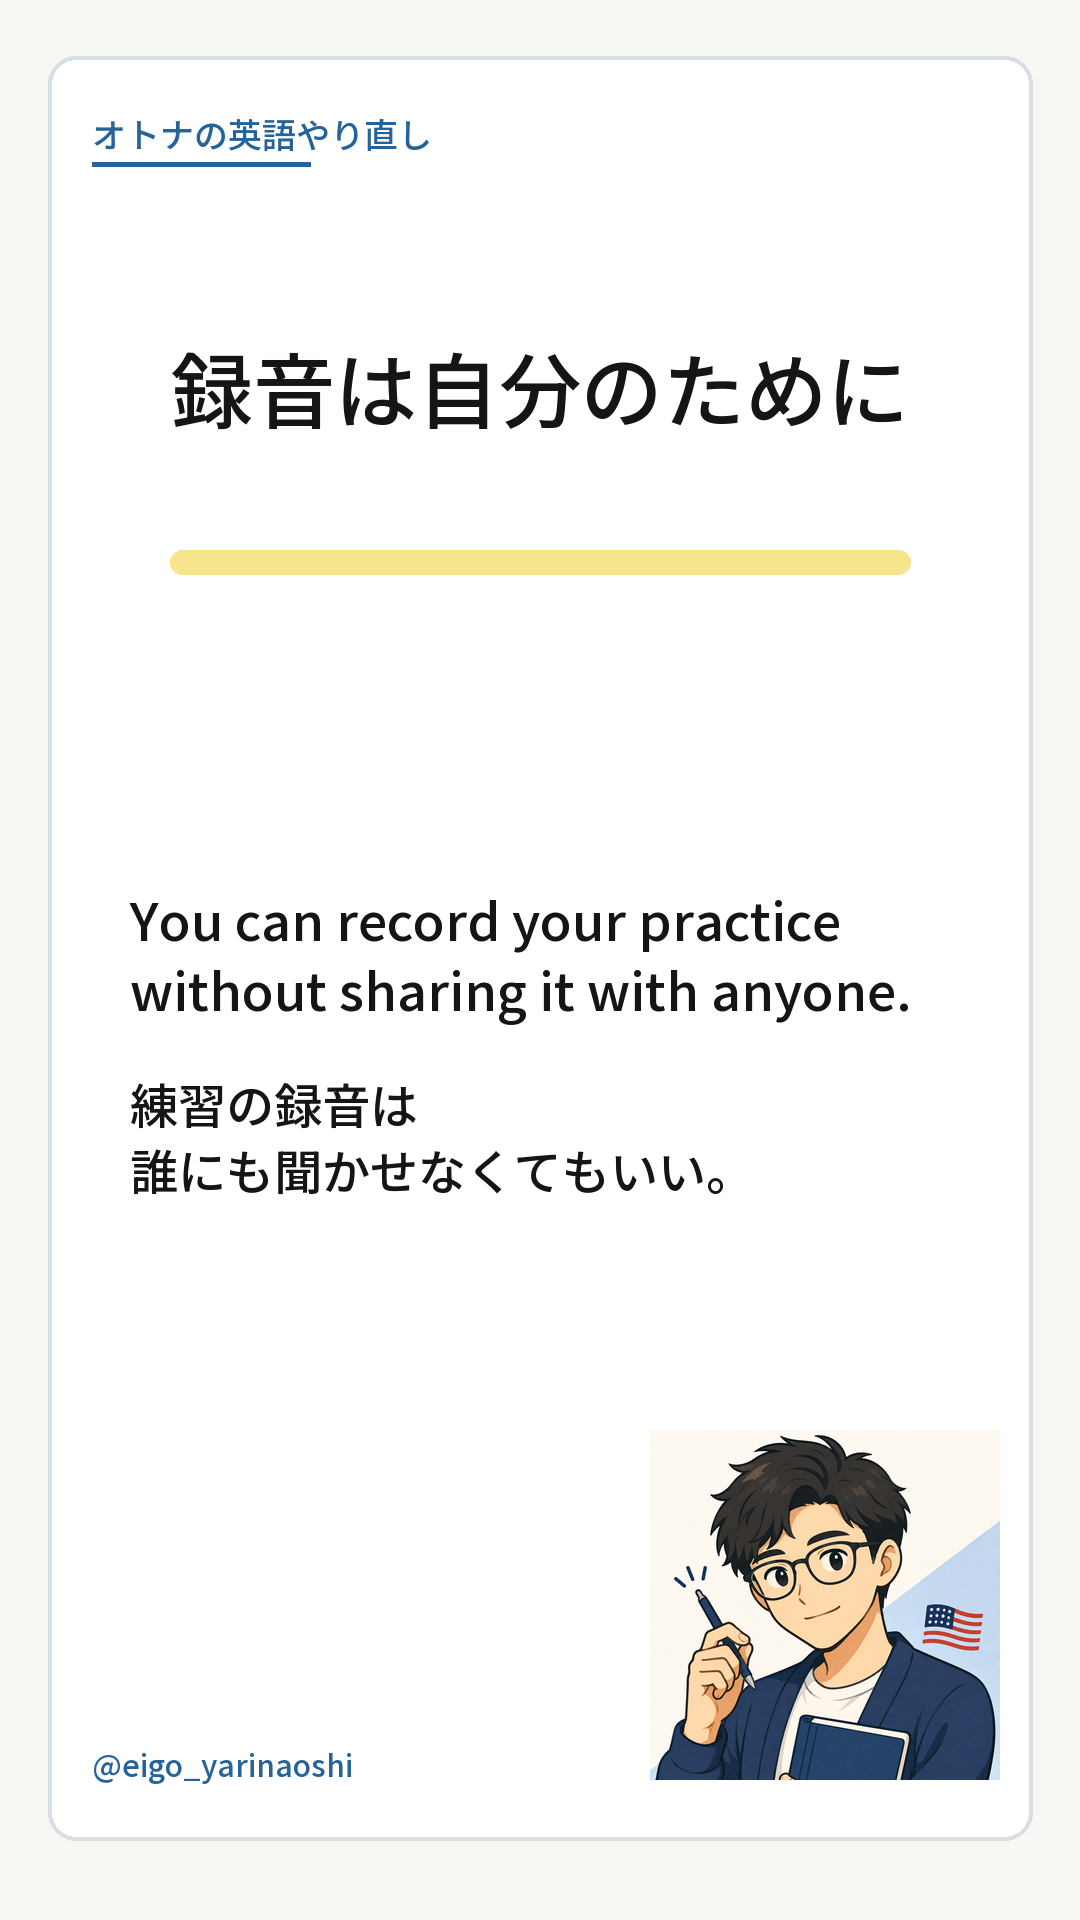 オトナの英語やり直し
録音は自分のために
You can record your practice
without sharing it with anyone.
練習の録音は
誰にも聞かせなくてもいい。
@eigo_yarinaoshi